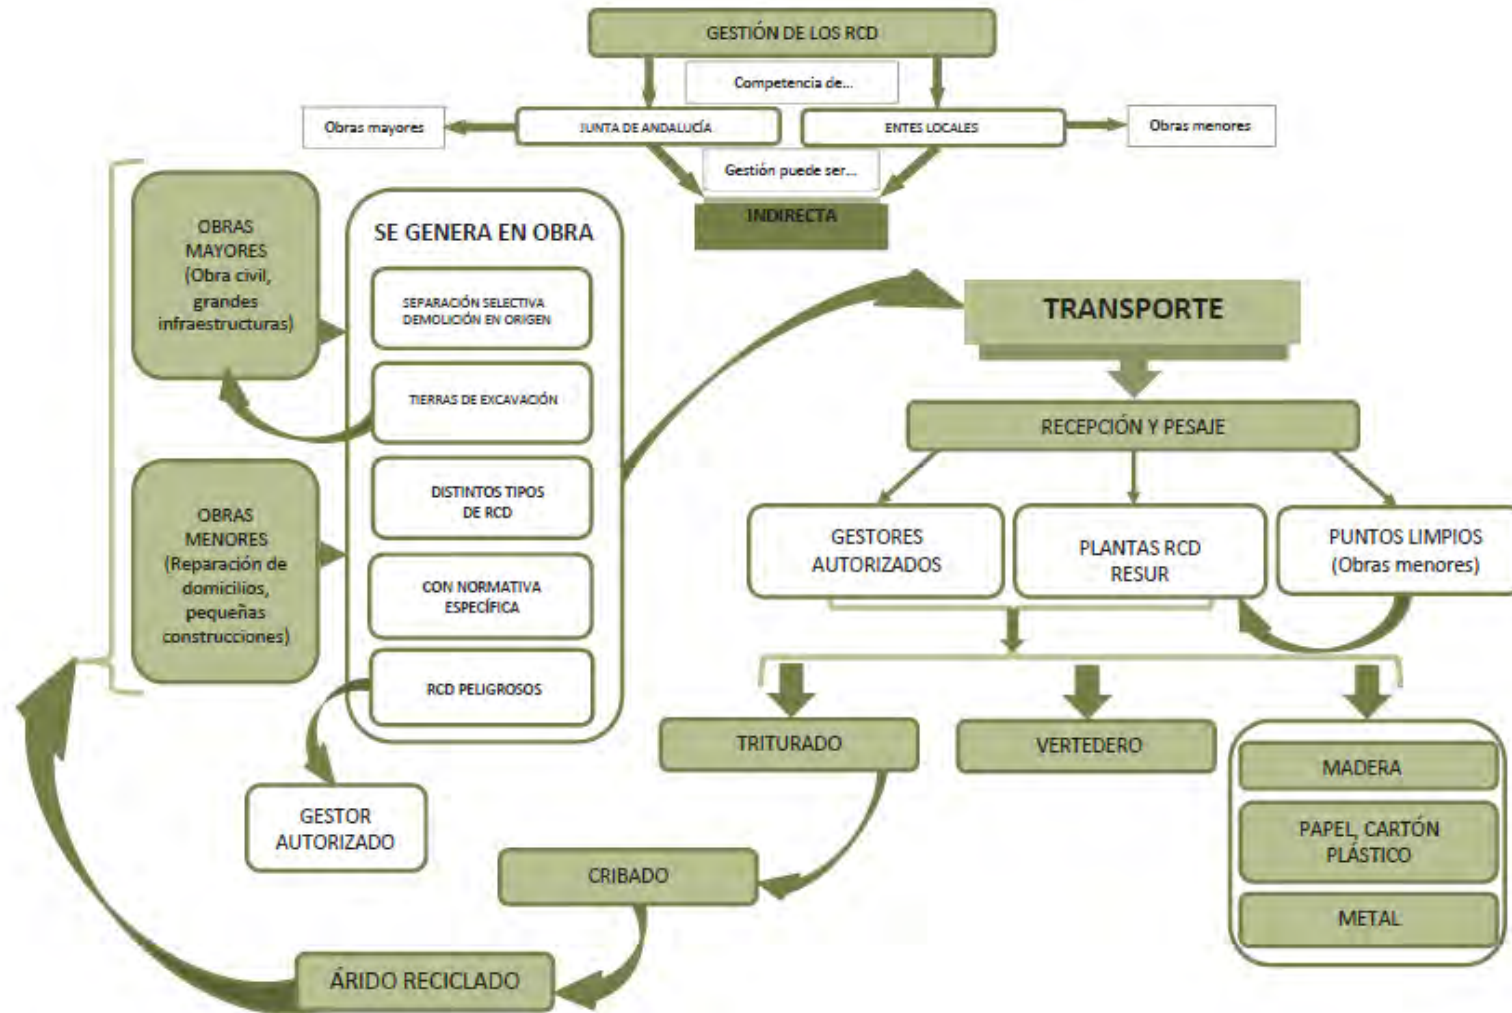 GESTIÓN DE LOS RCD
Competencia de...
Obras mayores
JUNTA DE ANDALUCÍA
ENTES LOCALES
Obras menores
Gestión puede ser...
INDIRECTA
OBRAS
MAYORES
(Obra civil,
grandes
infraestructuras)
OBRAS
MENORES
(Reparación de
domicilios,
pequeñas
construcciones)
SE GENERA EN OBRA
SEPARACIÓN SELECTIVA
DEMOLICIÓN EN ORIGEN
TIERRAS DE EXCAVACIÓN
DISTINTOS TIPOS
DE RCD
CON NORMATIVA
ESPECÍFICA
RCD PELIGROSOS
GESTOR
AUTORIZADO
TRANSPORTE
RECEPCIÓN Y PESAJE
GESTORES
AUTORIZADOS
PLANTAS RCD
RESUR
PUNTOS LIMPIOS
(Obras menores)
TRITURADO
VERTEDERO
MADERA
PAPEL, CARTÓN
PLÁSTICO
METAL
CRIBADO
ÁRIDO RECICLADO